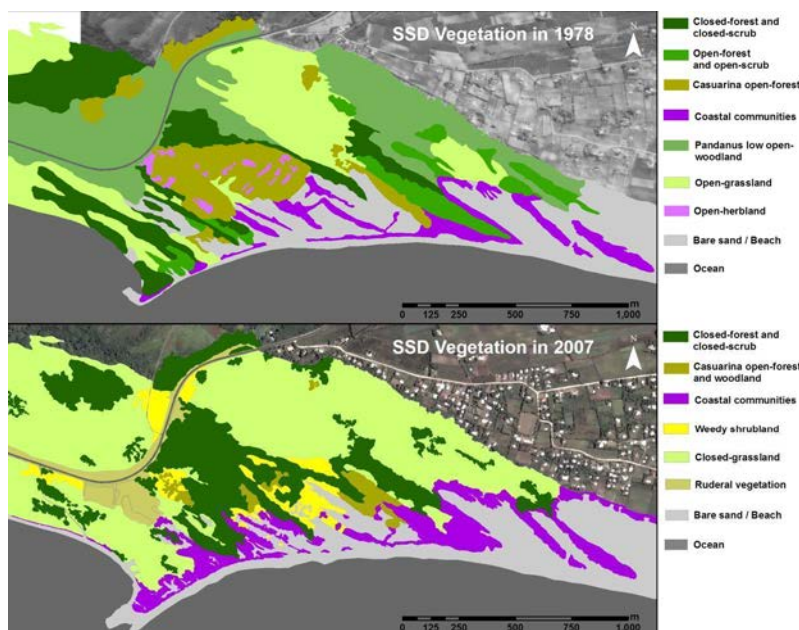 SSD Vegetation in 1978
N
Closed-forest and
closed-scrub
Open-forest
and open-scrub
Casuarina open-forest
Coastal communities
Pandanus low open-
woodland
Open-grassland
Open-herbland
Bare sand / Beach
Ocean
m
0 125 250 500 750 1,000
SSD Vegetation in 2007
N
Closed-forest and
closed-scrub
Casuarina open-forest
and woodland
Coastal communities
Weedy shrubland
Closed-grassland
Ruderal vegetation
Bare sand / Beach
Ocean
m
0 125 250 500 750 1,000